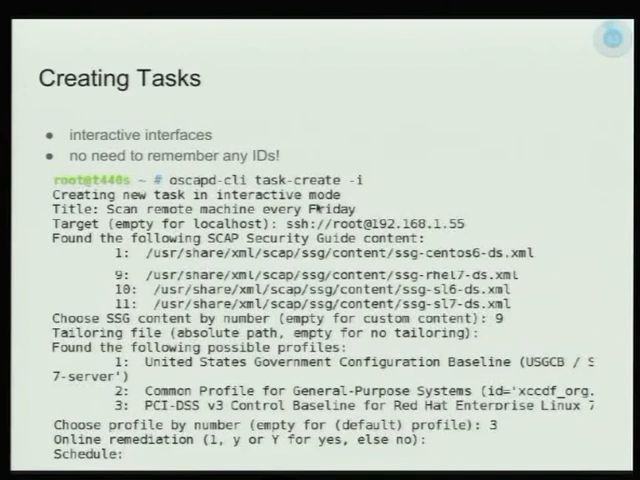 Creating Tasks
● interactive interfaces
● no need to remember any IDs!
root@t440s ~ # oscapd-cli task-create -i
Creating new task in interactive mode
Title: Scan remote machine every Friday
Target (empty for localhost): ssh://root@192.168.1.55
Found the following SCAP Security Guide content:
1: /usr/share/xml/scap/ssg/content/ssg-centos6-ds.xml
9: /usr/share/xml/scap/ssg/content/ssg-rhel7-ds.xml
10: /usr/share/xml/scap/ssg/content/ssg-sl6-ds.xml
11: /usr/share/xml/scap/ssg/content/ssg-sl7-ds.xml
Choose SSG content by number (empty for custom content): 9
Tailoring file (absolute path, empty for no tailoring):
Found the following possible profiles:
1: United States Government Configuration Baseline (USGCB / S
7-server')
2: Common Profile for General-Purpose Systems (id='xccdf_org.
3: PCI-DSS v3 Control Baseline for Red Hat Enterprise Linux 7
Choose profile by number (empty for (default) profile): 3
Online remediation (1, y or Y for yes, else no):
Schedule: